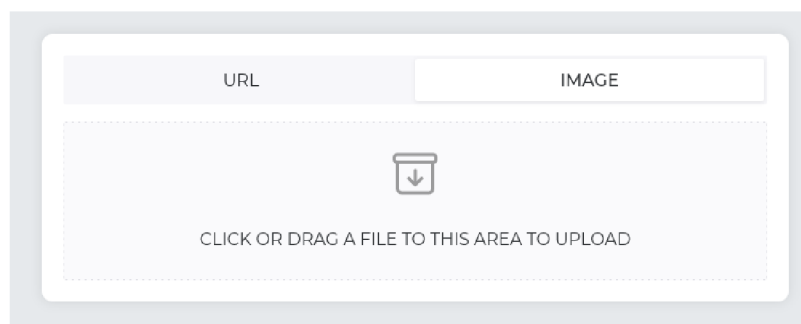 URL
IMAGE
CLICK OR DRAG A FILE TO THIS AREA TO UPLOAD